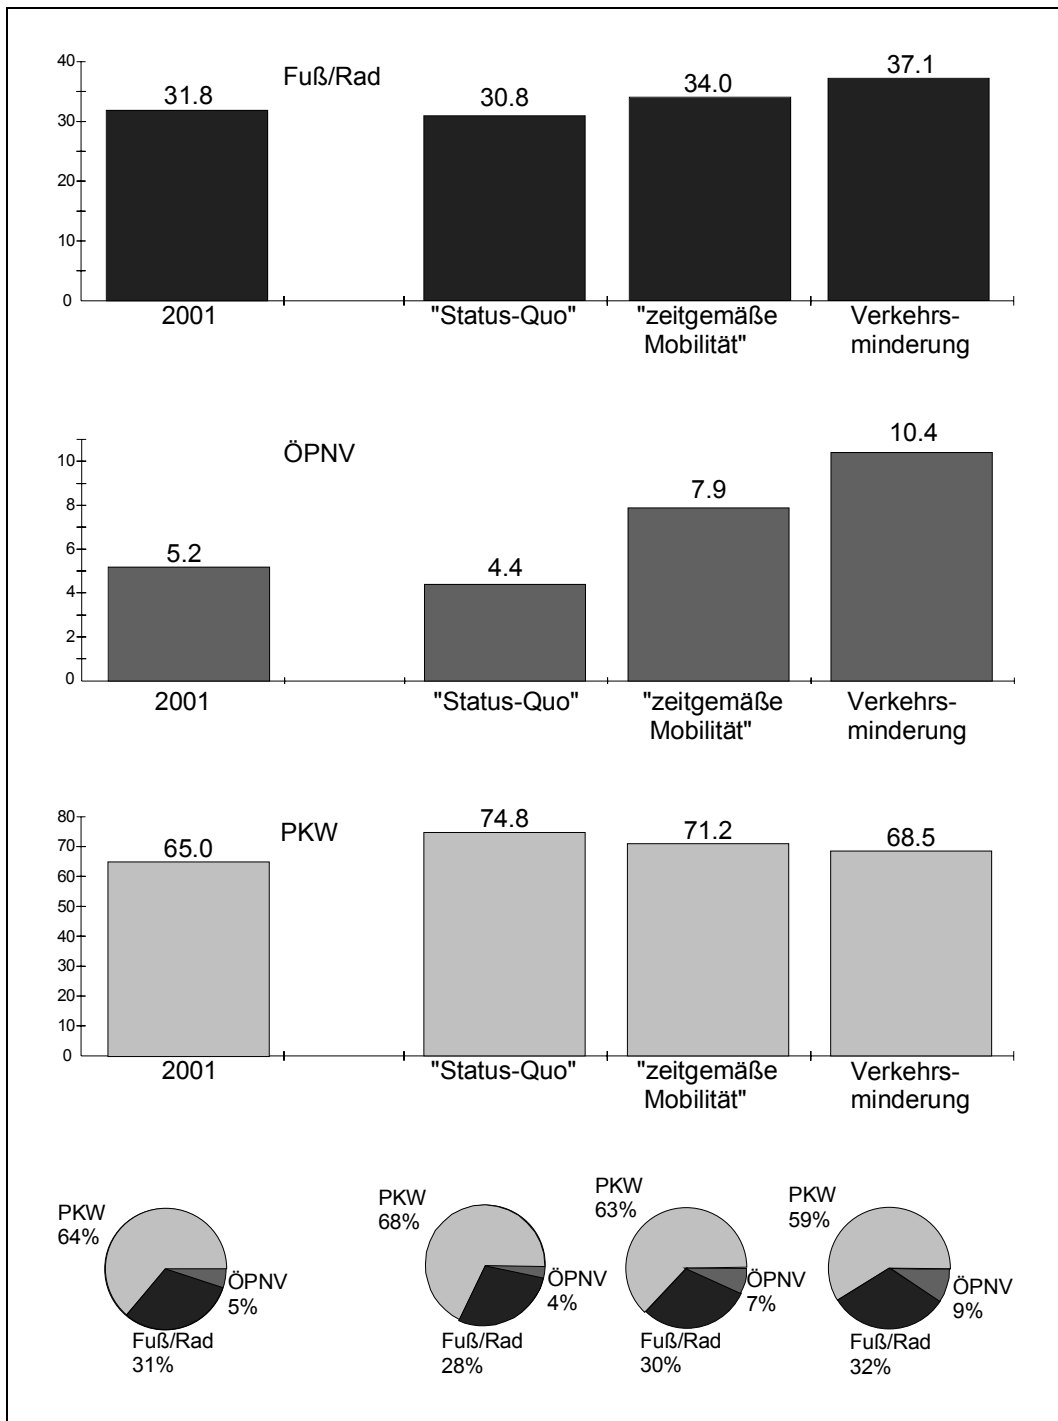 Fuß/Rad
40
30
20
10
0
31.8
30.8
34.0
37.1
2001
"Status-Quo"
"zeitgemäße
Mobilität"
Verkehrs-
minderung
ÖPNV
10
8
6
4
2
0
5.2
4.4
7.9
10.4
2001
"Status-Quo"
"zeitgemäße
Mobilität"
Verkehrs-
minderung
PKW
80
70
60
50
40
30
20
10
0
65.0
74.8
71.2
68.5
2001
"Status-Quo"
"zeitgemäße
Mobilität"
Verkehrs-
minderung
PKW
64%
ÖPNV
5%
Fuß/Rad
31%
PKW
68%
ÖPNV
4%
Fuß/Rad
28%
PKW
63%
ÖPNV
7%
Fuß/Rad
30%
PKW
59%
ÖPNV
9%
Fuß/Rad
32%